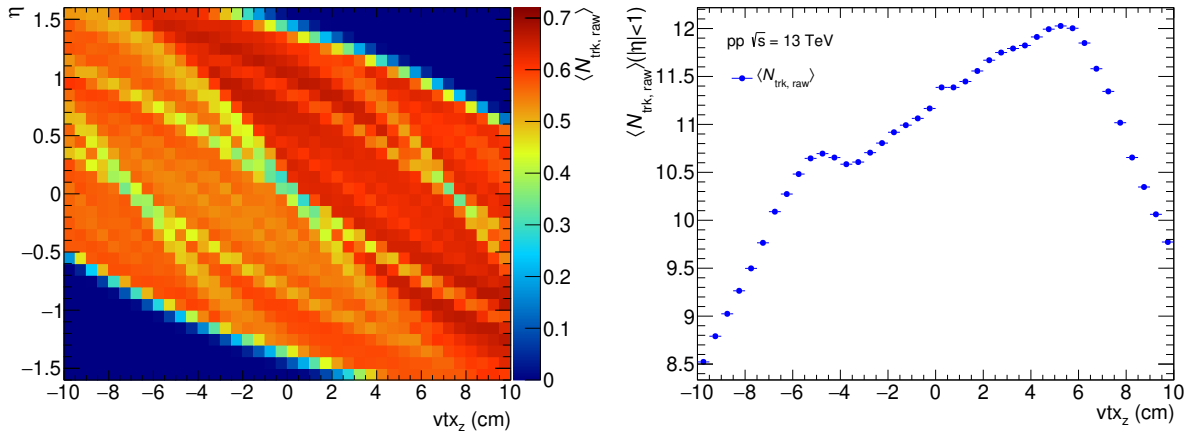 η
1.5
1
0.5
0
−0.5
−1
−1.5
−10 −8 −6 −4 −2 0 2 4 6 8 10
vtx_z (cm)
0.7
0.6
0.5
0.4
0.3
0.2
0.1
0
⟨N_trk, raw⟩
⟨N_trk, raw⟩(|η|<1)
12
11.5
11
10.5
10
9.5
9
8.5
pp √s = 13 TeV
⟨N_trk, raw⟩
−10 −8 −6 −4 −2 0 2 4 6 8 10
vtx_z (cm)